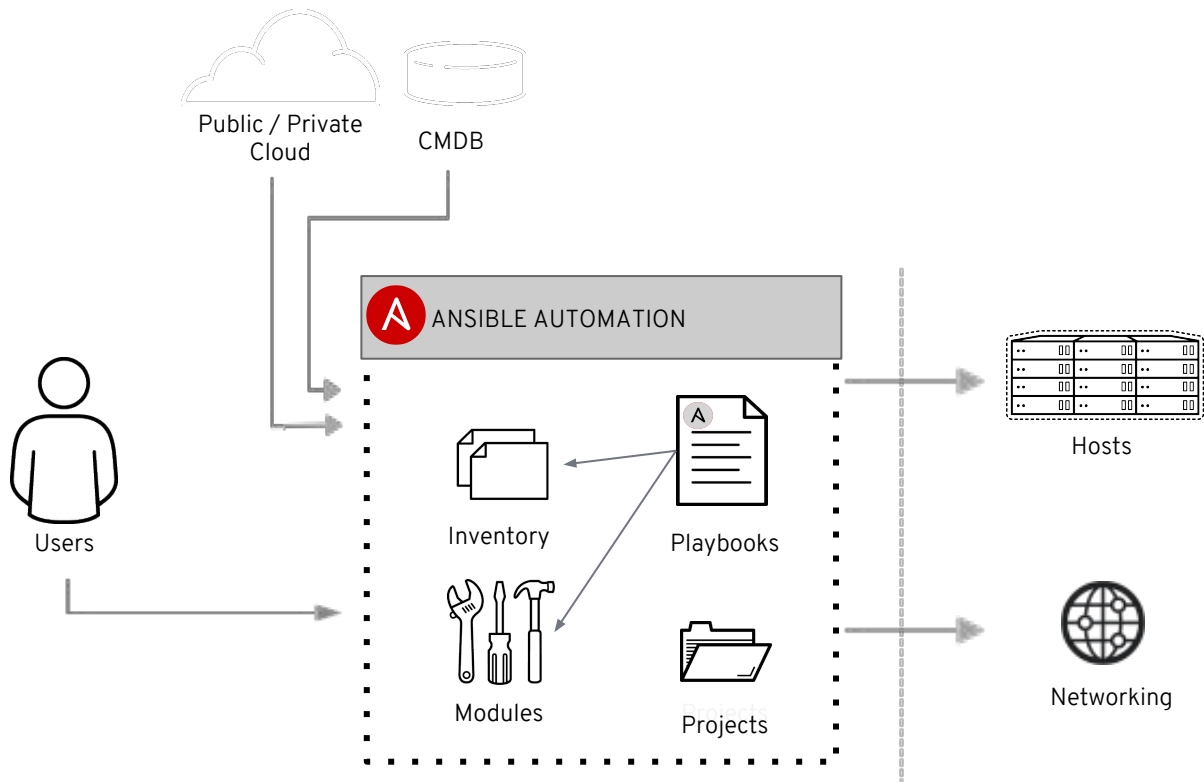 Public / Private
Cloud
CMDB
ANSIBLE AUTOMATION
Users
Inventory
Playbooks
Modules
Projects
Hosts
Networking